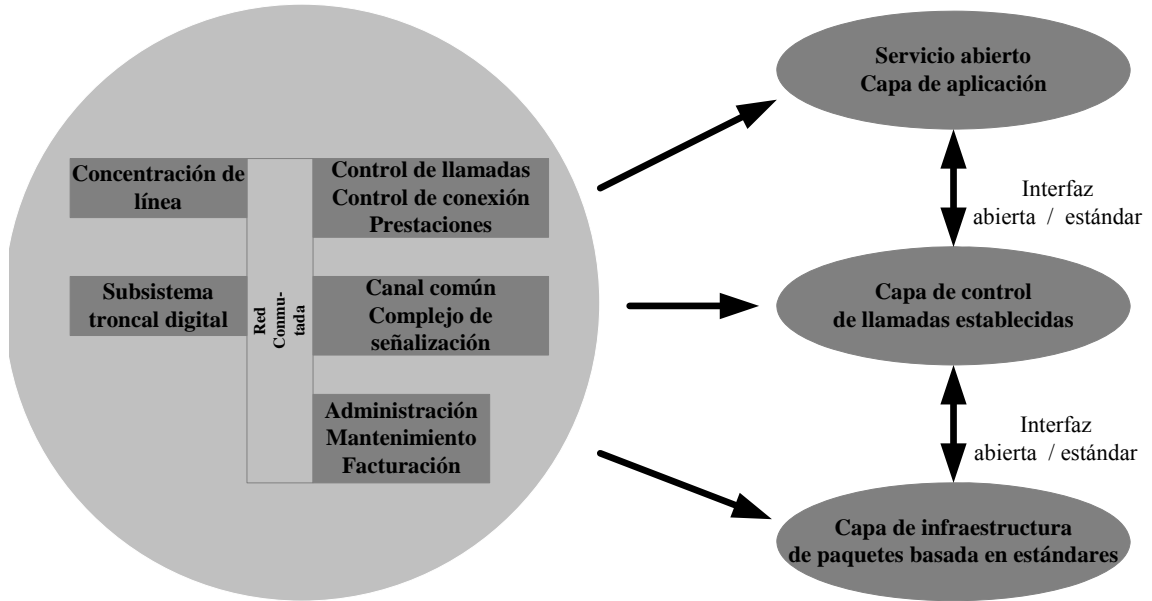 Concentración de
línea
Subsistema
troncal digital
Red
Conmu-
tada
Control de llamadas
Control de conexión
Prestaciones
Canal común
Complejo de
señalización
Administración
Mantenimiento
Facturación
Servicio abierto
Capa de aplicación
Interfaz
abierta / estándar
Capa de control
de llamadas establecidas
Interfaz
abierta / estándar
Capa de infraestructura
de paquetes basada en estándares